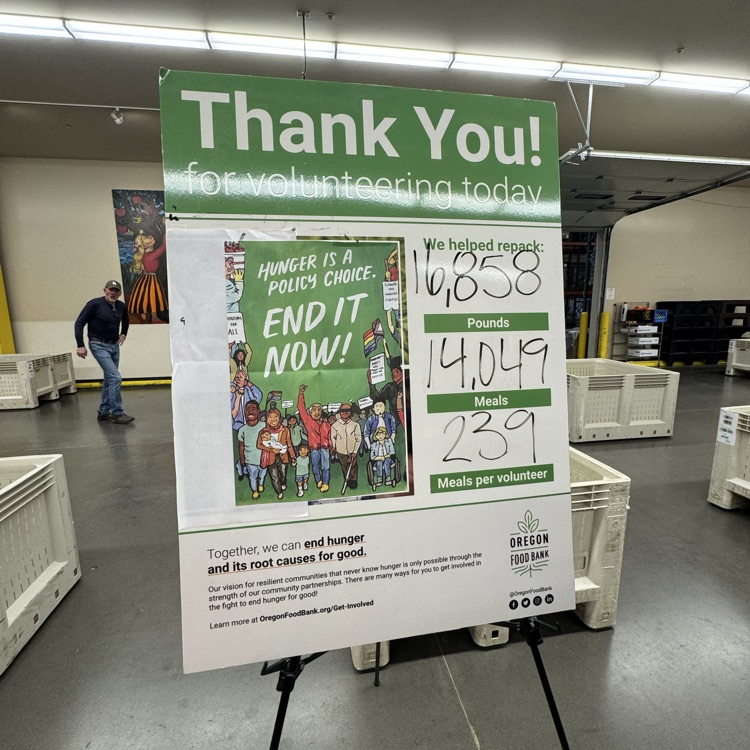 Thank You!
for volunteering today
We helped repack:
16,858
Pounds
14,049
Meals
239
Meals per volunteer
HUNGER IS A
POLICY CHOICE.
END IT
NOW!
Together, we can end hunger
and its root causes for good.
Our vision for resilient communities that never know hunger is only possible through the
strength of our community partnerships. There are many ways for you to get involved in
the fight to end hunger for good!
Learn more at OregonFoodBank.org/Get-Involved
OREGON
FOOD BANK
@OregonFoodBank